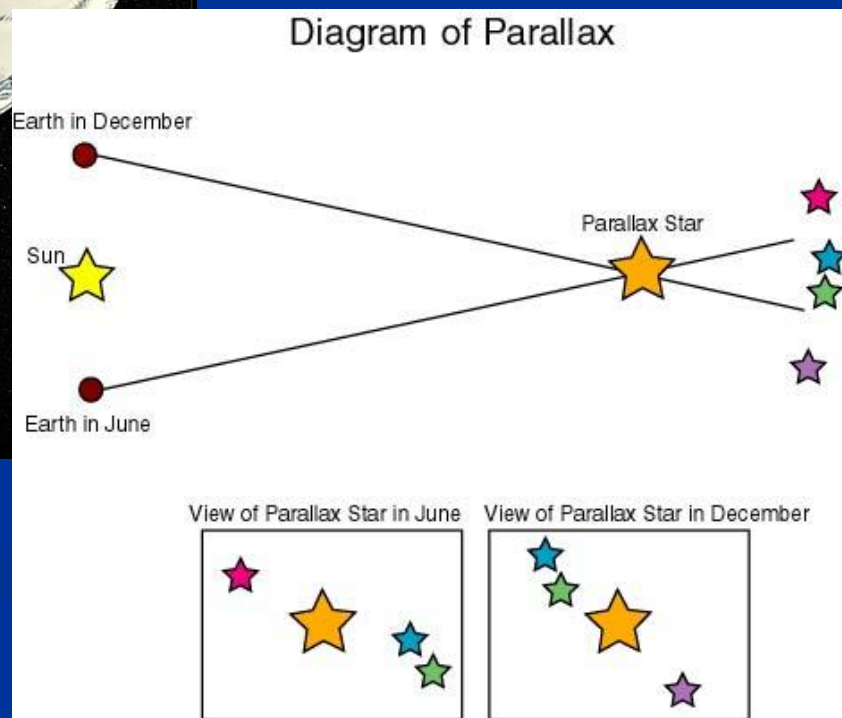 Diagram of Parallax
Earth in December
Parallax Star
Sun
Earth in June
View of Parallax Star in June
View of Parallax Star in December